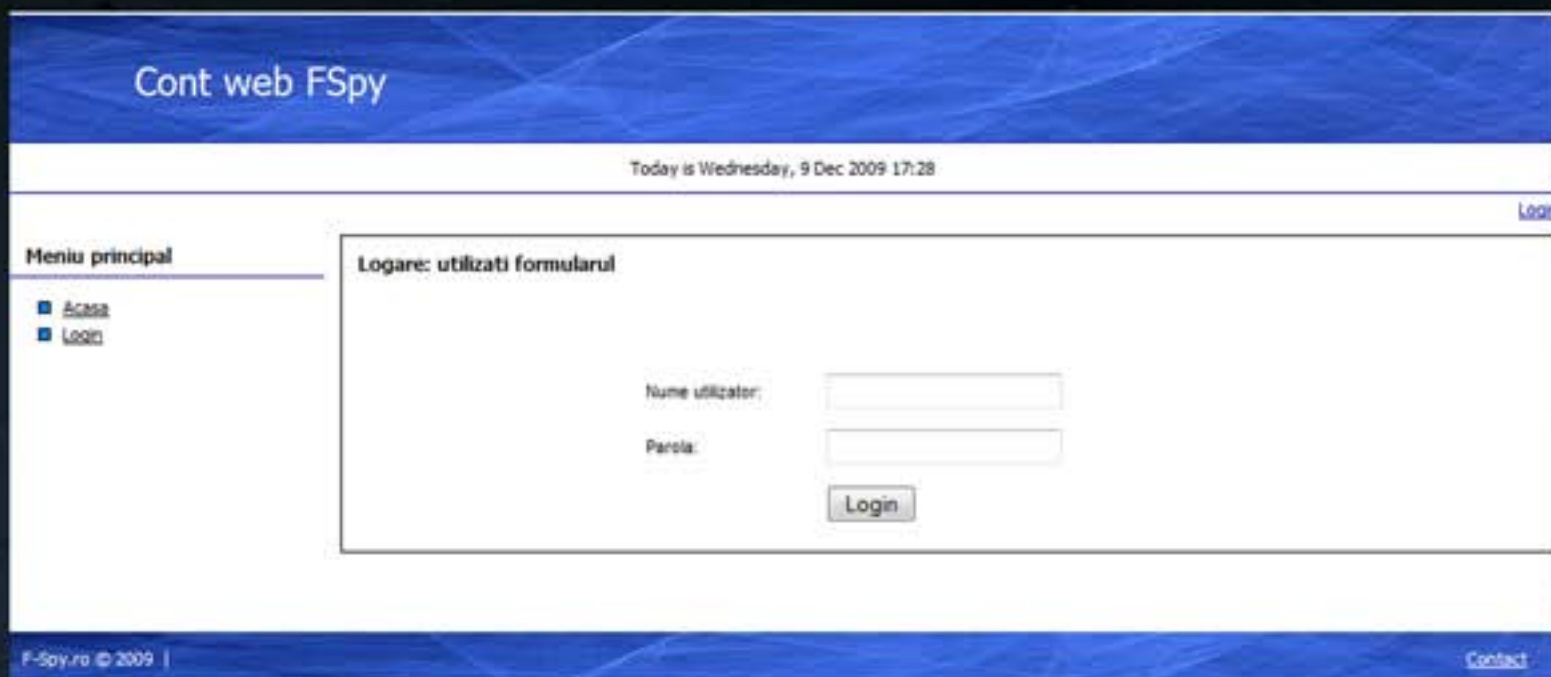 Cont web FSpy
Today is Wednesday, 9 Dec 2009 17:28
Login
Meniu principal
Acasa
Login
Logare: utilizati formularul
Nume utilizator:
Parola:
Login
F-Spy.ro © 2009 |
Contact